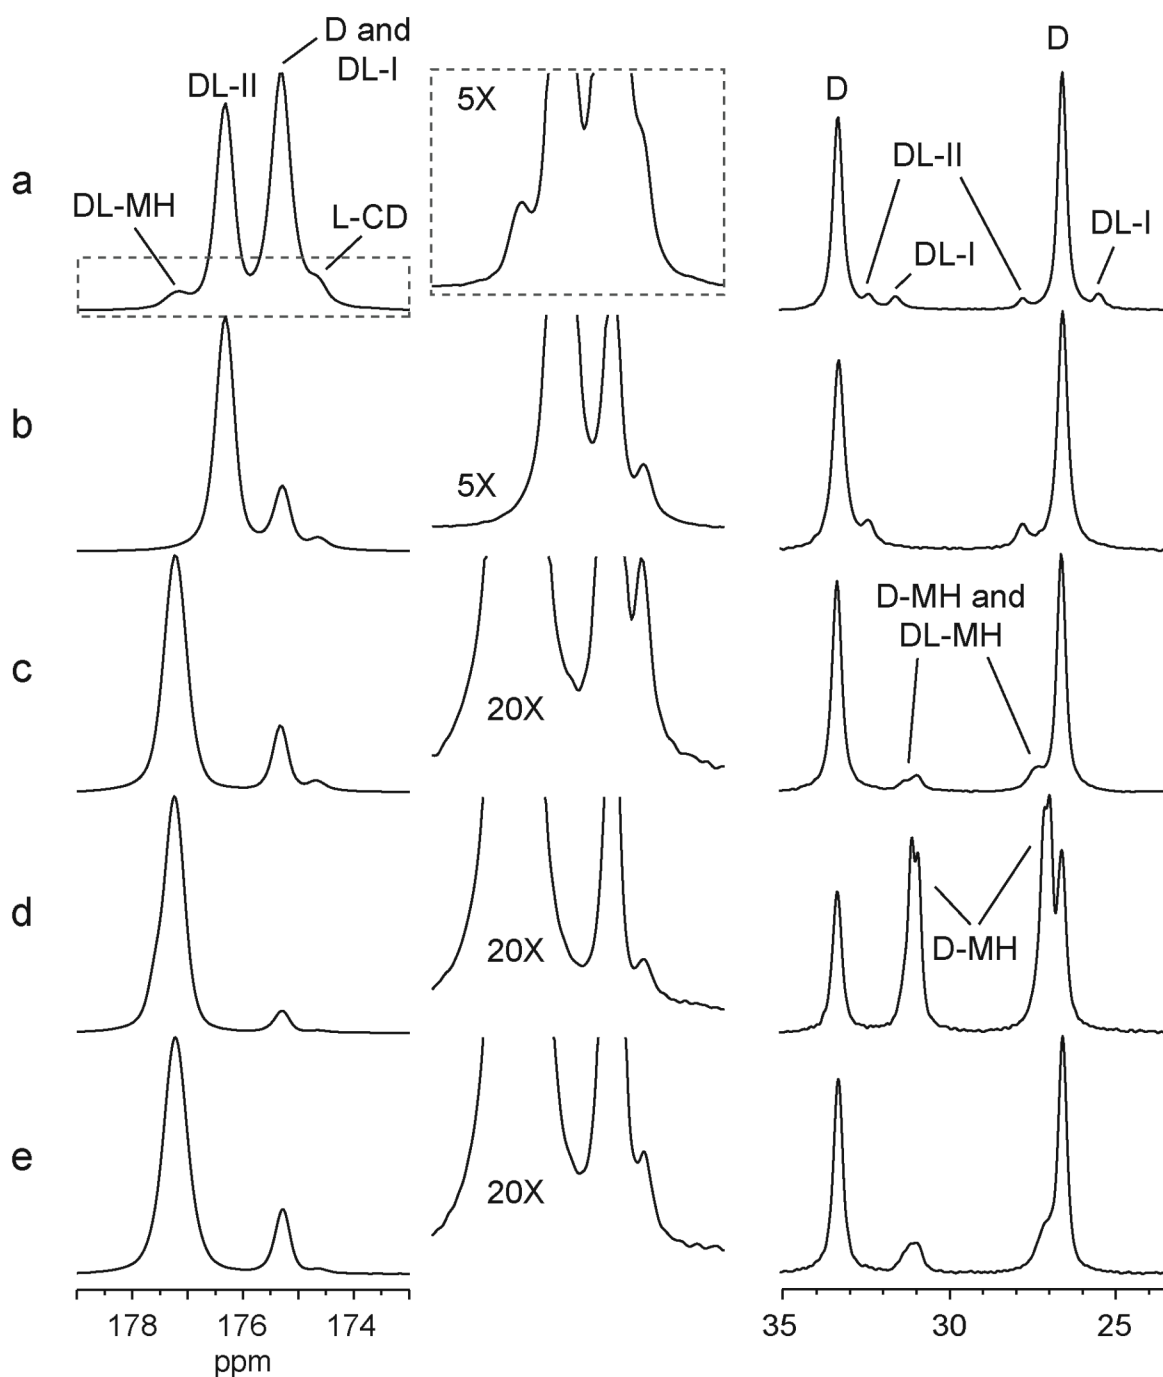 D and
DL-I
DL-II
D
D
5X
a
DL-MH
L-CD
DL-II
DL-I
DL-I
b
5X
c
20X
D-MH and
DL-MH
d
20X
D-MH
e
20X
178
176
174
ppm
35
30
25